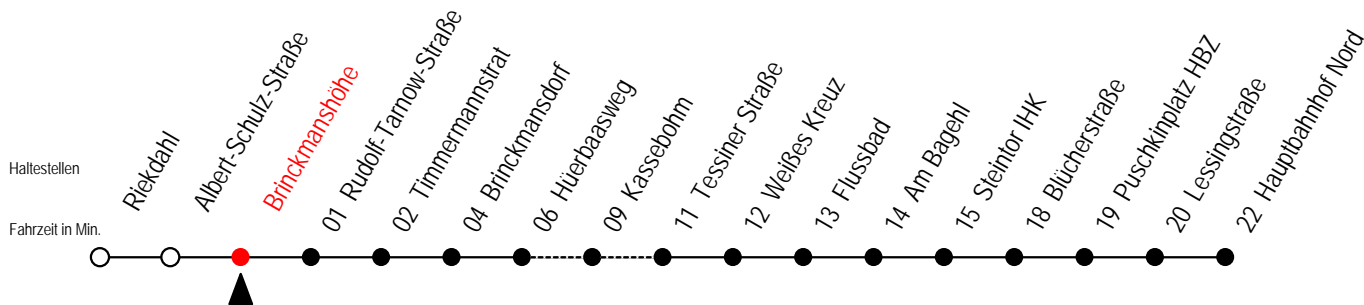 Haltestellen
Fahrzeit in Min.
Riekdahl
Albert-Schulz-Straße
Brinckmanshöhe
01 Rudolf-Tarnow-Straße
02 Timmermannstrat
04 Brinckmansdorf
06 Hüerbaasweg
09 Kassebohm
11 Tessiner Straße
12 Weißes Kreuz
13 Flussbad
14 Am Bagehl
15 Steintor IHK
18 Blücherstraße
19 Puschkinplatz HBZ
20 Lessingstraße
22 Hauptbahnhof Nord